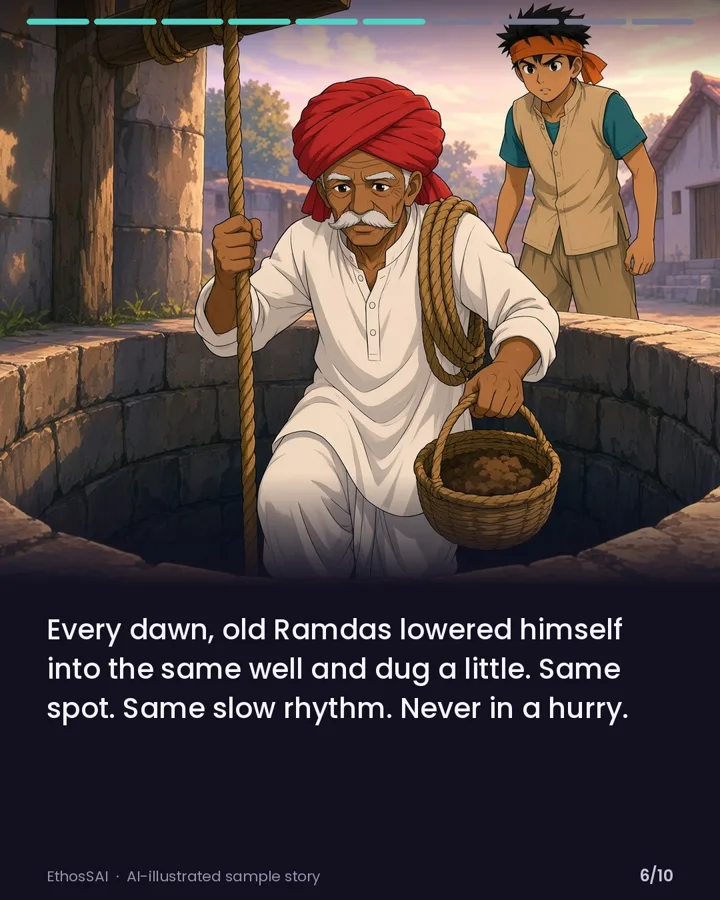 Every dawn, old Ramdas lowered himself
into the same well and dug a little. Same
spot. Same slow rhythm. Never in a hurry.
EthosSAI · AI-illustrated sample story
6/10